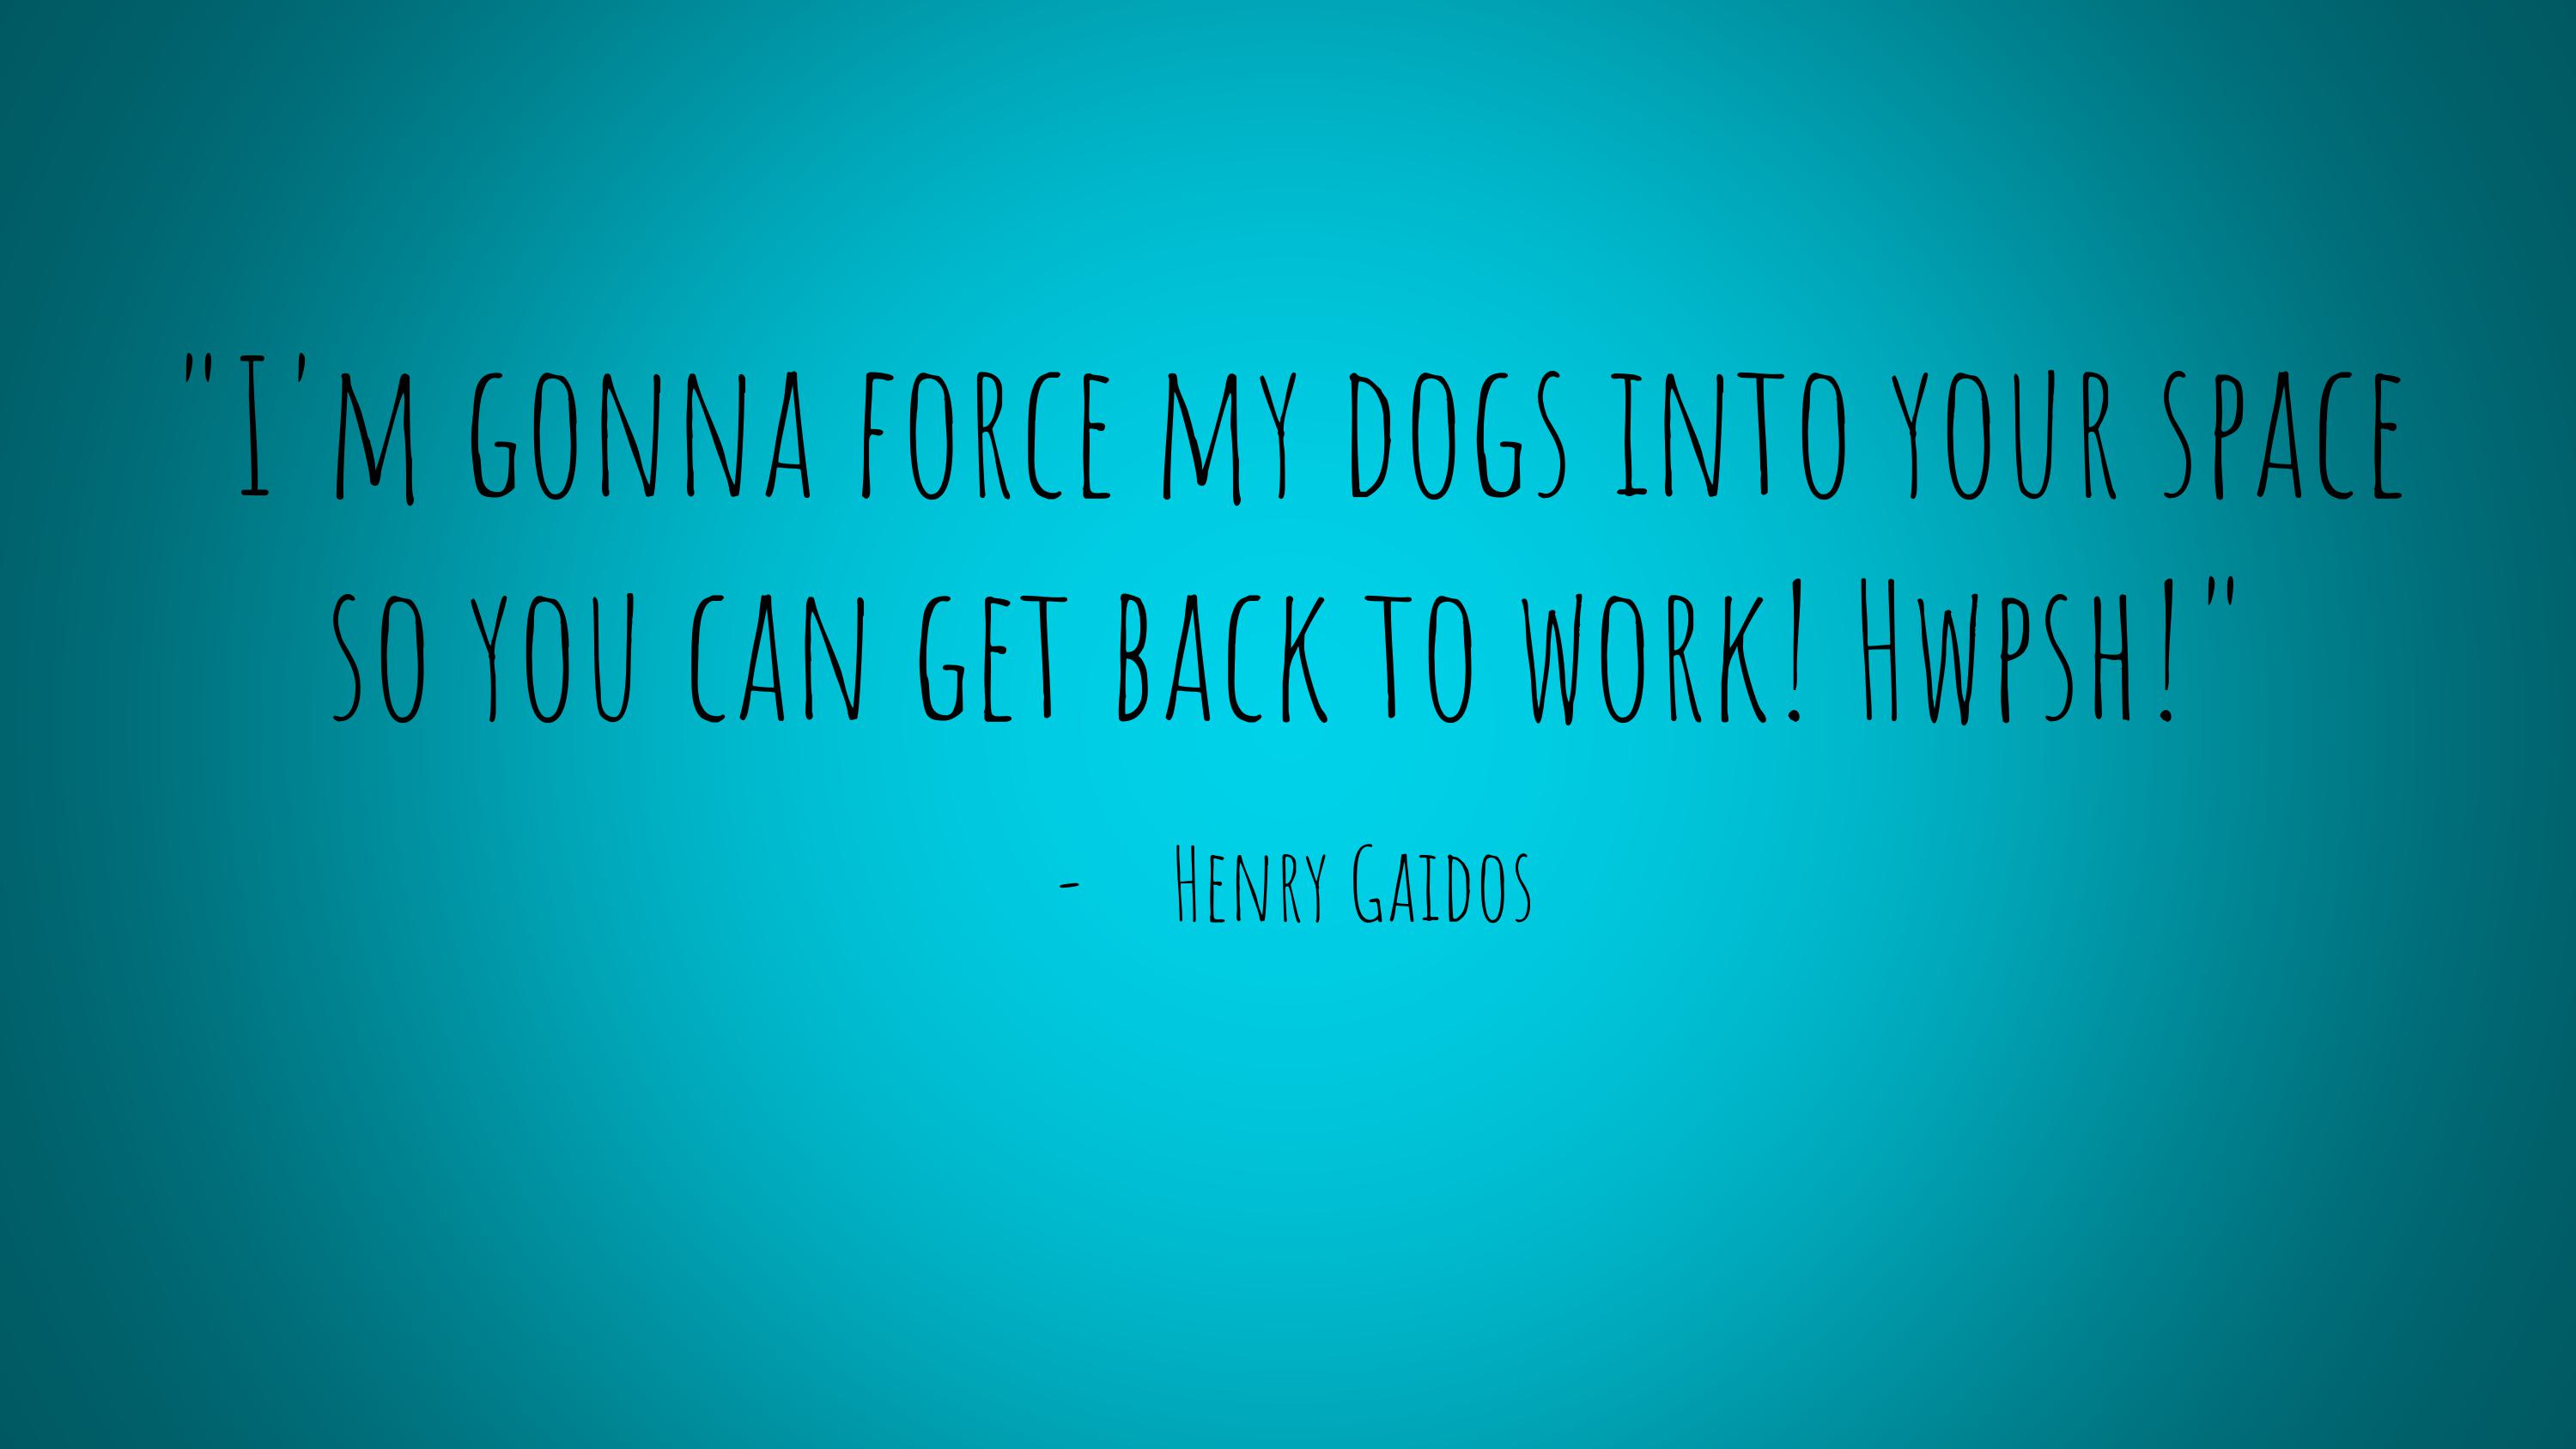 "I'm gonna force my dogs into your space
so you can get back to work! Hwpsh!"
- Henry Gaidos